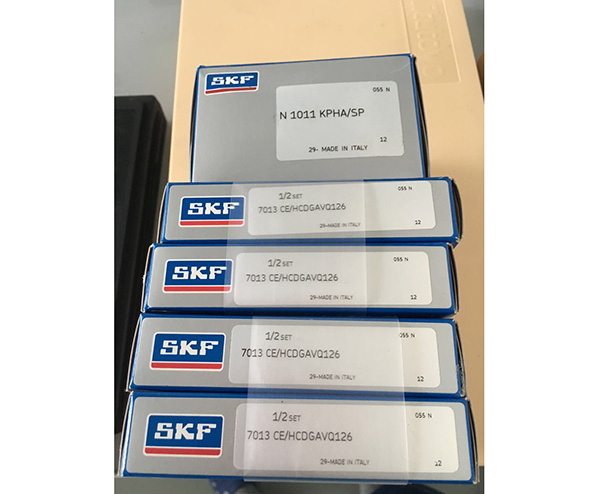 SKF
055 N
N 1011 KPHA/SP
12
29- MADE IN ITALY
055 N
1/2 SET
SKF
7013 CE/HCDGAVQ126
12
29-MADE IN ITALY
055 N
1/2 SET
SKF
7013 CE/HCDGAVQ126
29-MADE IN ITALY
12
055 N
1/2 SET
SKF
7013 CE/HCDGAVQ126
29-MADE IN ITALY
12
055 N
1/2 SET
SKF
7013 CE/HCDGAVQ126
29-MADE IN ITALY
12